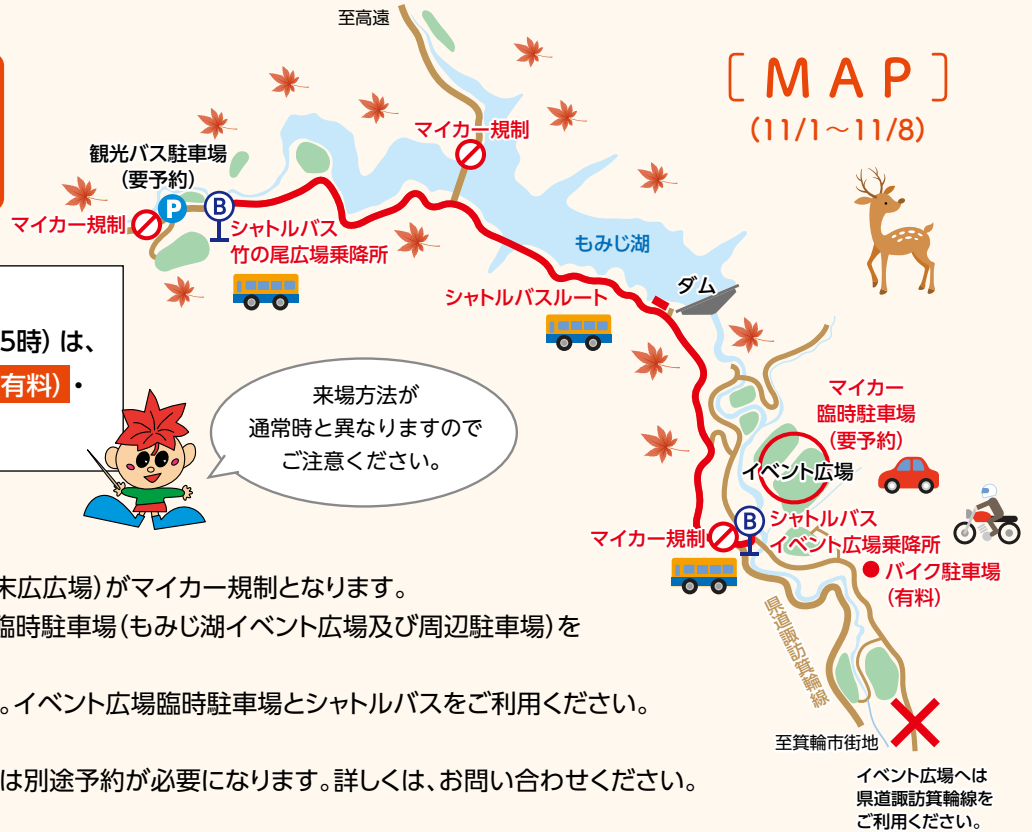 至高遠
[ MAP ]
(11/1～11/8)
マイカー規制
観光バス駐車場
(要予約)
P
B
マイカー規制
シャトルバス
竹の尾広場乗降所
もみじ湖
シャトルバスルート
ダム
5時) は、
有料)・
来場方法が
通常時と異なりますので
ご注意ください。
マイカー
臨時駐車場
(要予約)
イベント広場
マイカー規制
B
シャトルバス
イベント広場乗降所
バイク駐車場
(有料)
末広広場)がマイカー規制となります。
臨時駐車場(もみじ湖イベント広場及び周辺駐車場)を
。イベント広場臨時駐車場とシャトルバスをご利用ください。
は別途予約が必要になります。詳しくは、お問い合わせください。
県道諏訪箕輪線
至箕輪市街地
イベント広場へは
県道諏訪箕輪線を
ご利用ください。